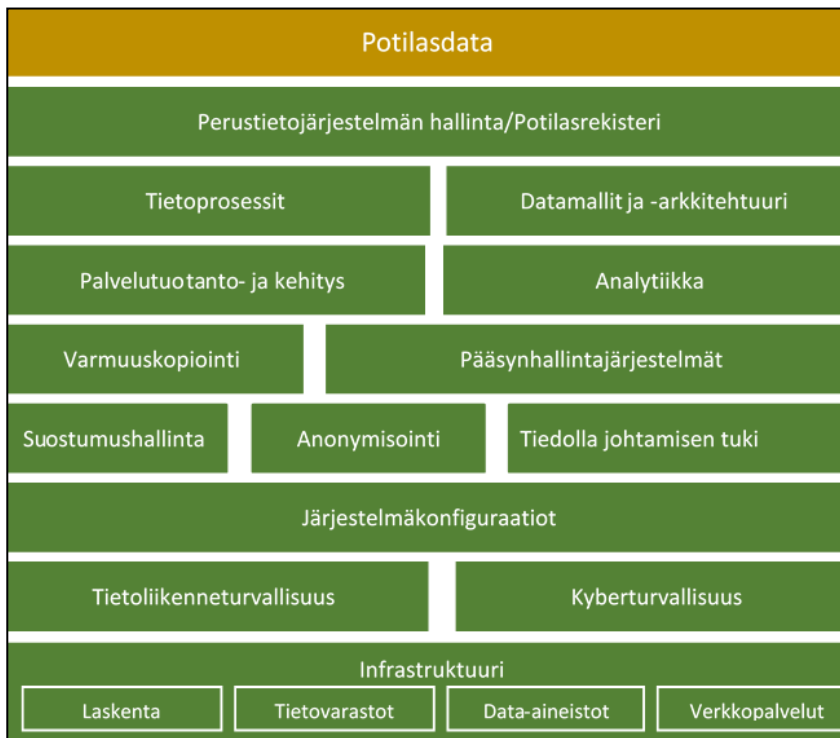 Potilasdata
Perustietojärjestelmän hallinta/Potilasrekisteri
Tietoprosessit
Datamallit ja -arkkitehtuuri
Palvelutuotanto- ja kehitys
Analytiikka
Varmuuskopiointi
Pääsynhallintajärjestelmät
Suostumushallinta
Anonymisointi
Tiedolla johtamisen tuki
Järjestelmäkonfiguraatiot
Tietoliikenneturvallisuus
Kyberturvallisuus
Infrastruktuuri
Laskenta
Tietovarastot
Data-aineistot
Verkkopalvelut